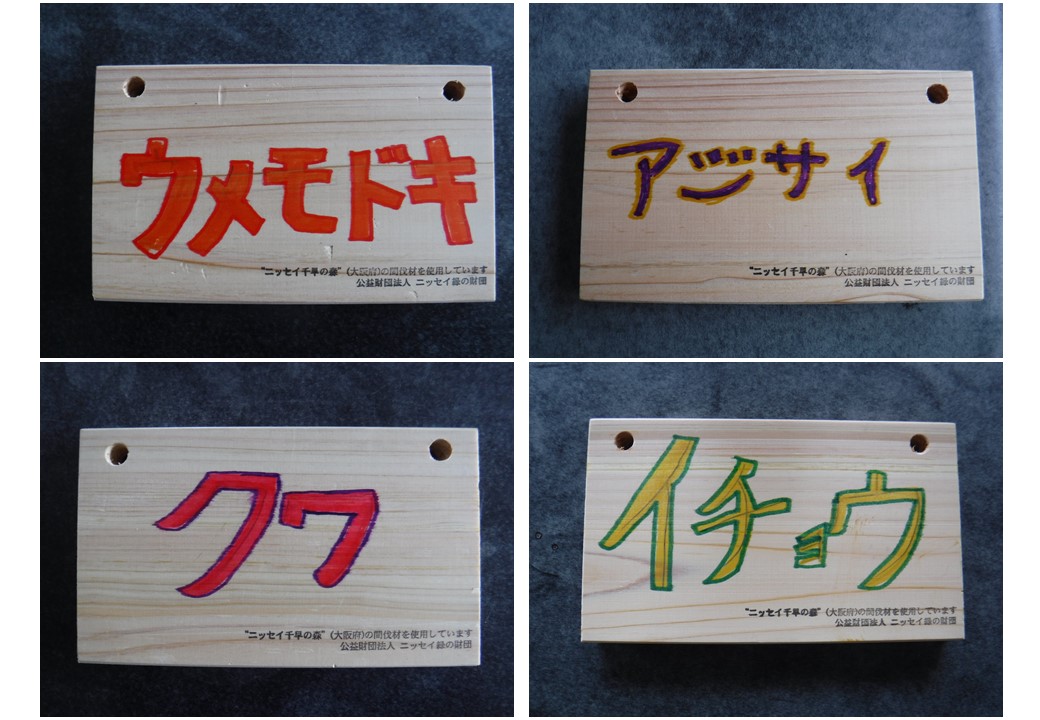 ウメモドキ
"ニッセイ千早の森" (大阪府)の間伐材を使用しています
公益財団法人 ニッセイ緑の財団
アジサイ
"ニッセイ千早の森" (大阪府)の間伐材を使用しています
公益財団法人 ニッセイ緑の財団
クワ
"ニッセイ千早の森" (大阪府)の間伐材を使用しています
公益財団法人 ニッセイ緑の財団
イチョウ
"ニッセイ千早の森" (大阪府)の間伐材を使用しています
公益財団法人 ニッセイ緑の財団